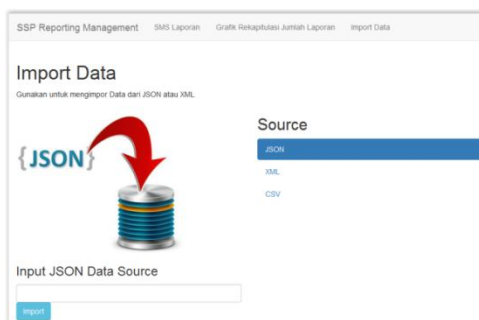 SSP Reporting Management SMS Laporan Grafik Rekapitulasi Jumlah Laporan Import Data
Import Data
Gunakan untuk mengimpor Data dari JSON atau XML
{JSON}
Source
JSON
XML
CSV
Input JSON Data Source
Import